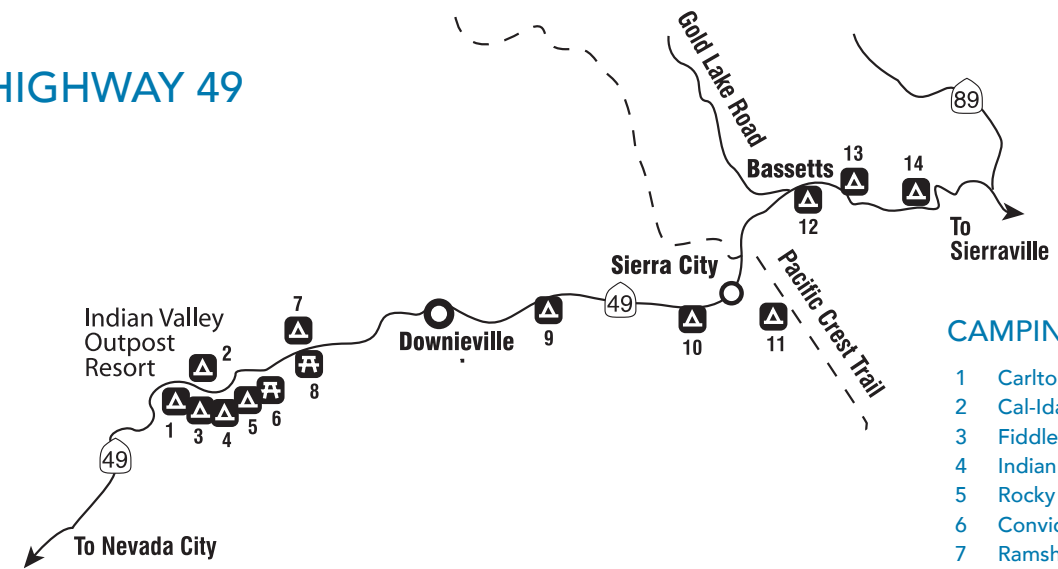 HIGHWAY 49
Gold Lake Road
89
Bassetts
13
14
12
To
Sierraville
Sierra City
Pacific Crest Trail
49
Downieville
9
10
11
Indian Valley
Outpost
Resort
7
2
8
1
3
4
5
6
49
To Nevada City
CAMPIN
1 Carlto
2 Cal-Ida
3 Fiddle
4 Indian
5 Rocky
6 Convic
7 Ramsh